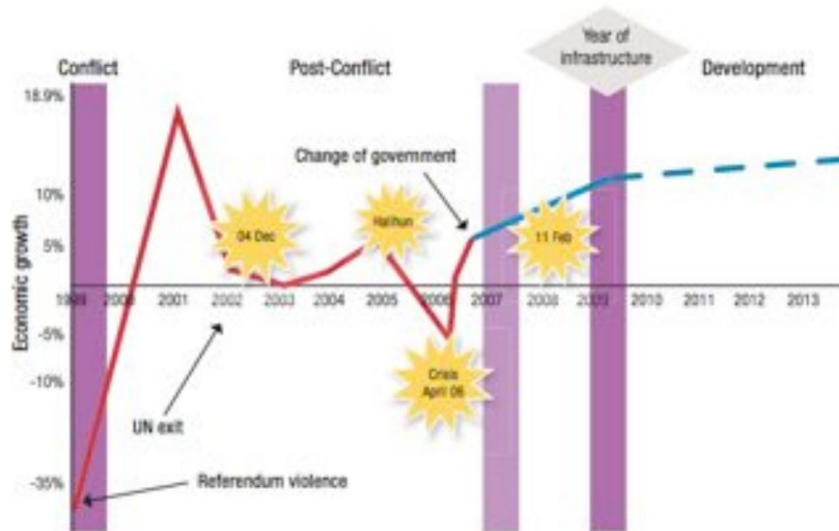 Year of
infrastructure
Conflict
Post-Conflict
Development
18.9%
Change of government
10%
04 Dec
Halihun
11 Feb
5%
Economic growth
1999 2000 2001 2002 2003 2004 2005 2006 2007 2008 2009 2010 2011 2012 2013
-5%
-10%
Crisis
April 06
UN exit
-35%
Referendum violence